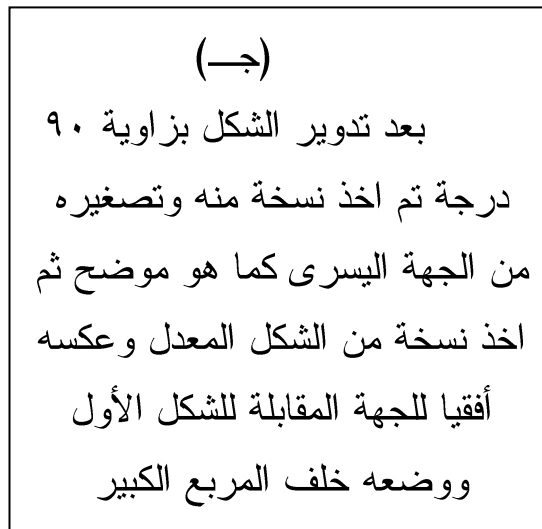 (جـــ)
بعد تدوير الشكل بزاوية ٩٠
درجة تم اخذ نسخة منه وتصغيره
من الجهة اليسرى كما هو موضح ثم
اخذ نسخة من الشكل المعدل وعكسه
أفقيا للجهة المقابلة للشكل الأول
ووضعه خلف المربع الكبير